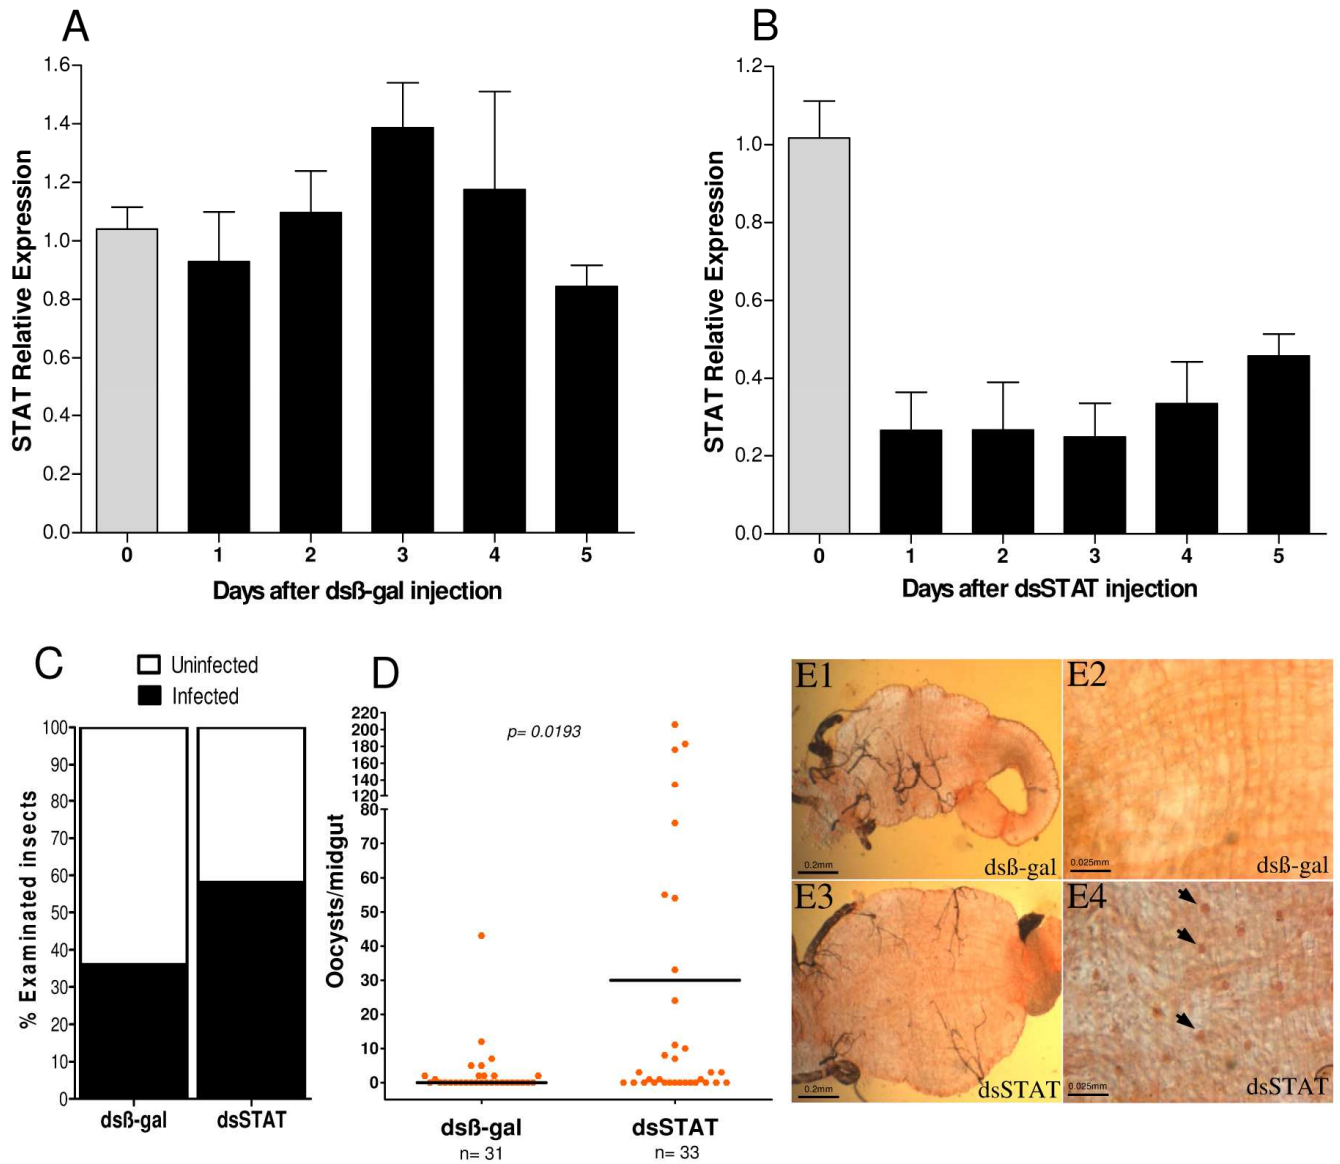 A
STAT Relative Expression
1.6
1.4
1.2
1.0
0.8
0.6
0.4
0.2
0.0
0 1 2 3 4 5
Days after dsß-gal injection
B
STAT Relative Expression
1.2
1.0
0.8
0.6
0.4
0.2
0.0
0 1 2 3 4 5
Days after dsSTAT injection
C
Uninfected
Infected
% Examinated insects
100
90
80
70
60
50
40
30
20
10
0
dsß-gal dsSTAT
D
Oocysts/midgut
220
200
180
160
140
120
80
70
60
50
40
30
20
10
0
p= 0.0193
dsß-gal dsSTAT
n= 31 n= 33
E1
0.2mm
dsß-gal
E2
0.025mm
dsß-gal
E3
0.2mm
dsSTAT
E4
0.025mm
dsSTAT